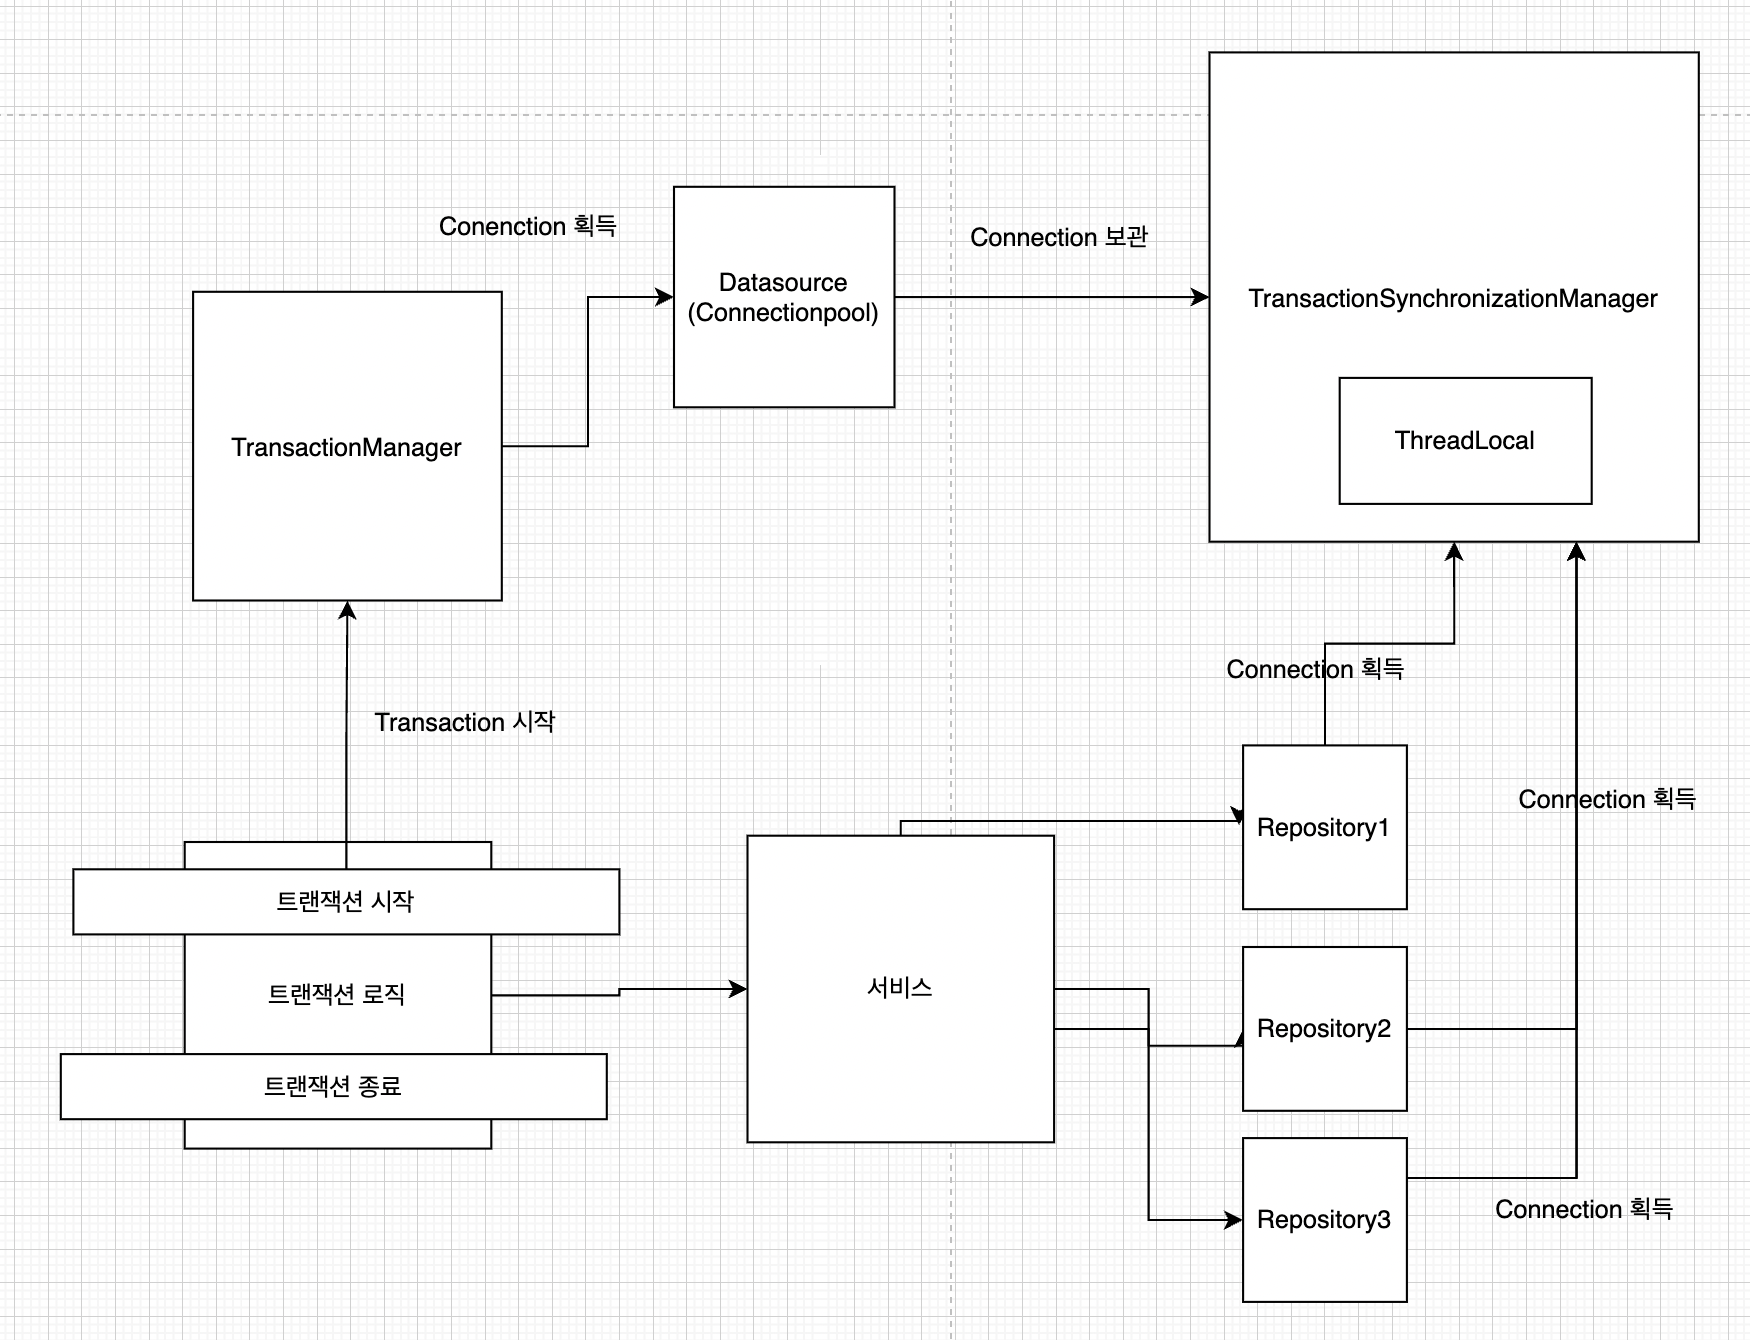 Conenction 획득
Datasource
(Connectionpool)
Connection 보관
TransactionSynchronizationManager
ThreadLocal
TransactionManager
Transaction 시작
Connection 획득
Connection 획득
트랜잭션 시작
트랜잭션 로직
트랜잭션 종료
서비스
Repository1
Repository2
Repository3
Connection 획득